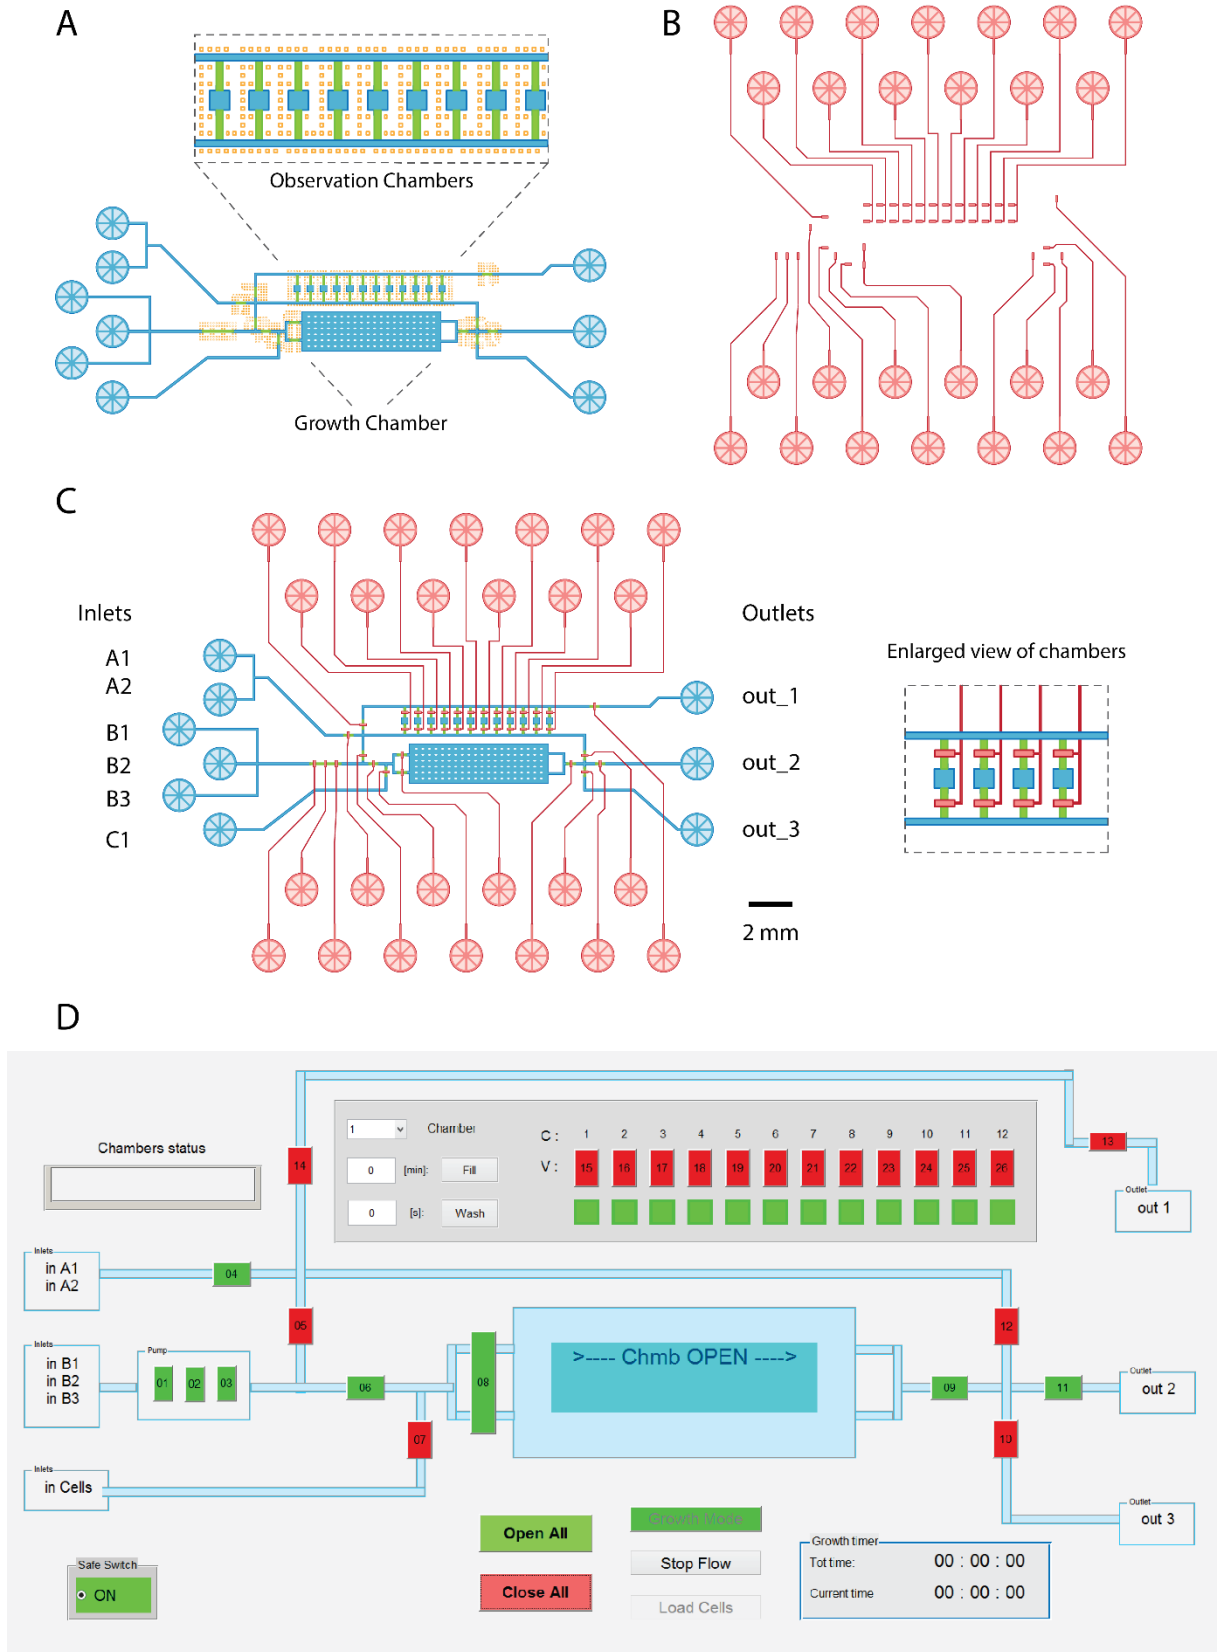 A
B
Observation Chambers
Growth Chamber
C
Inlets
A1
A2
B1
B2
B3
C1
Outlets
out_1
out_2
out_3
2 mm
Enlarged view of chambers
D
Chambers status
1 Chamber
0 [min]: Fill
0 [s]: Wash
C : 1 2 3 4 5 6 7 8 9 10 11 12
V : 15 16 17 18 19 20 21 22 23 24 25 26
14
13
Outlet
out 1
Inlets
in A1
in A2
04
05
12
Inlets
in B1
in B2
in B3
Pump
01 02 03
06
08
>---- Chmb OPEN ---->
09
11
Outlet
out 2
07
10
Inlets
in Cells
Outlet
out 3
Open All
Close All
Growth Mode
Stop Flow
Load Cells
Growth timer
Tot time: 00 : 00 : 00
Current time 00 : 00 : 00
Safe Switch
ON